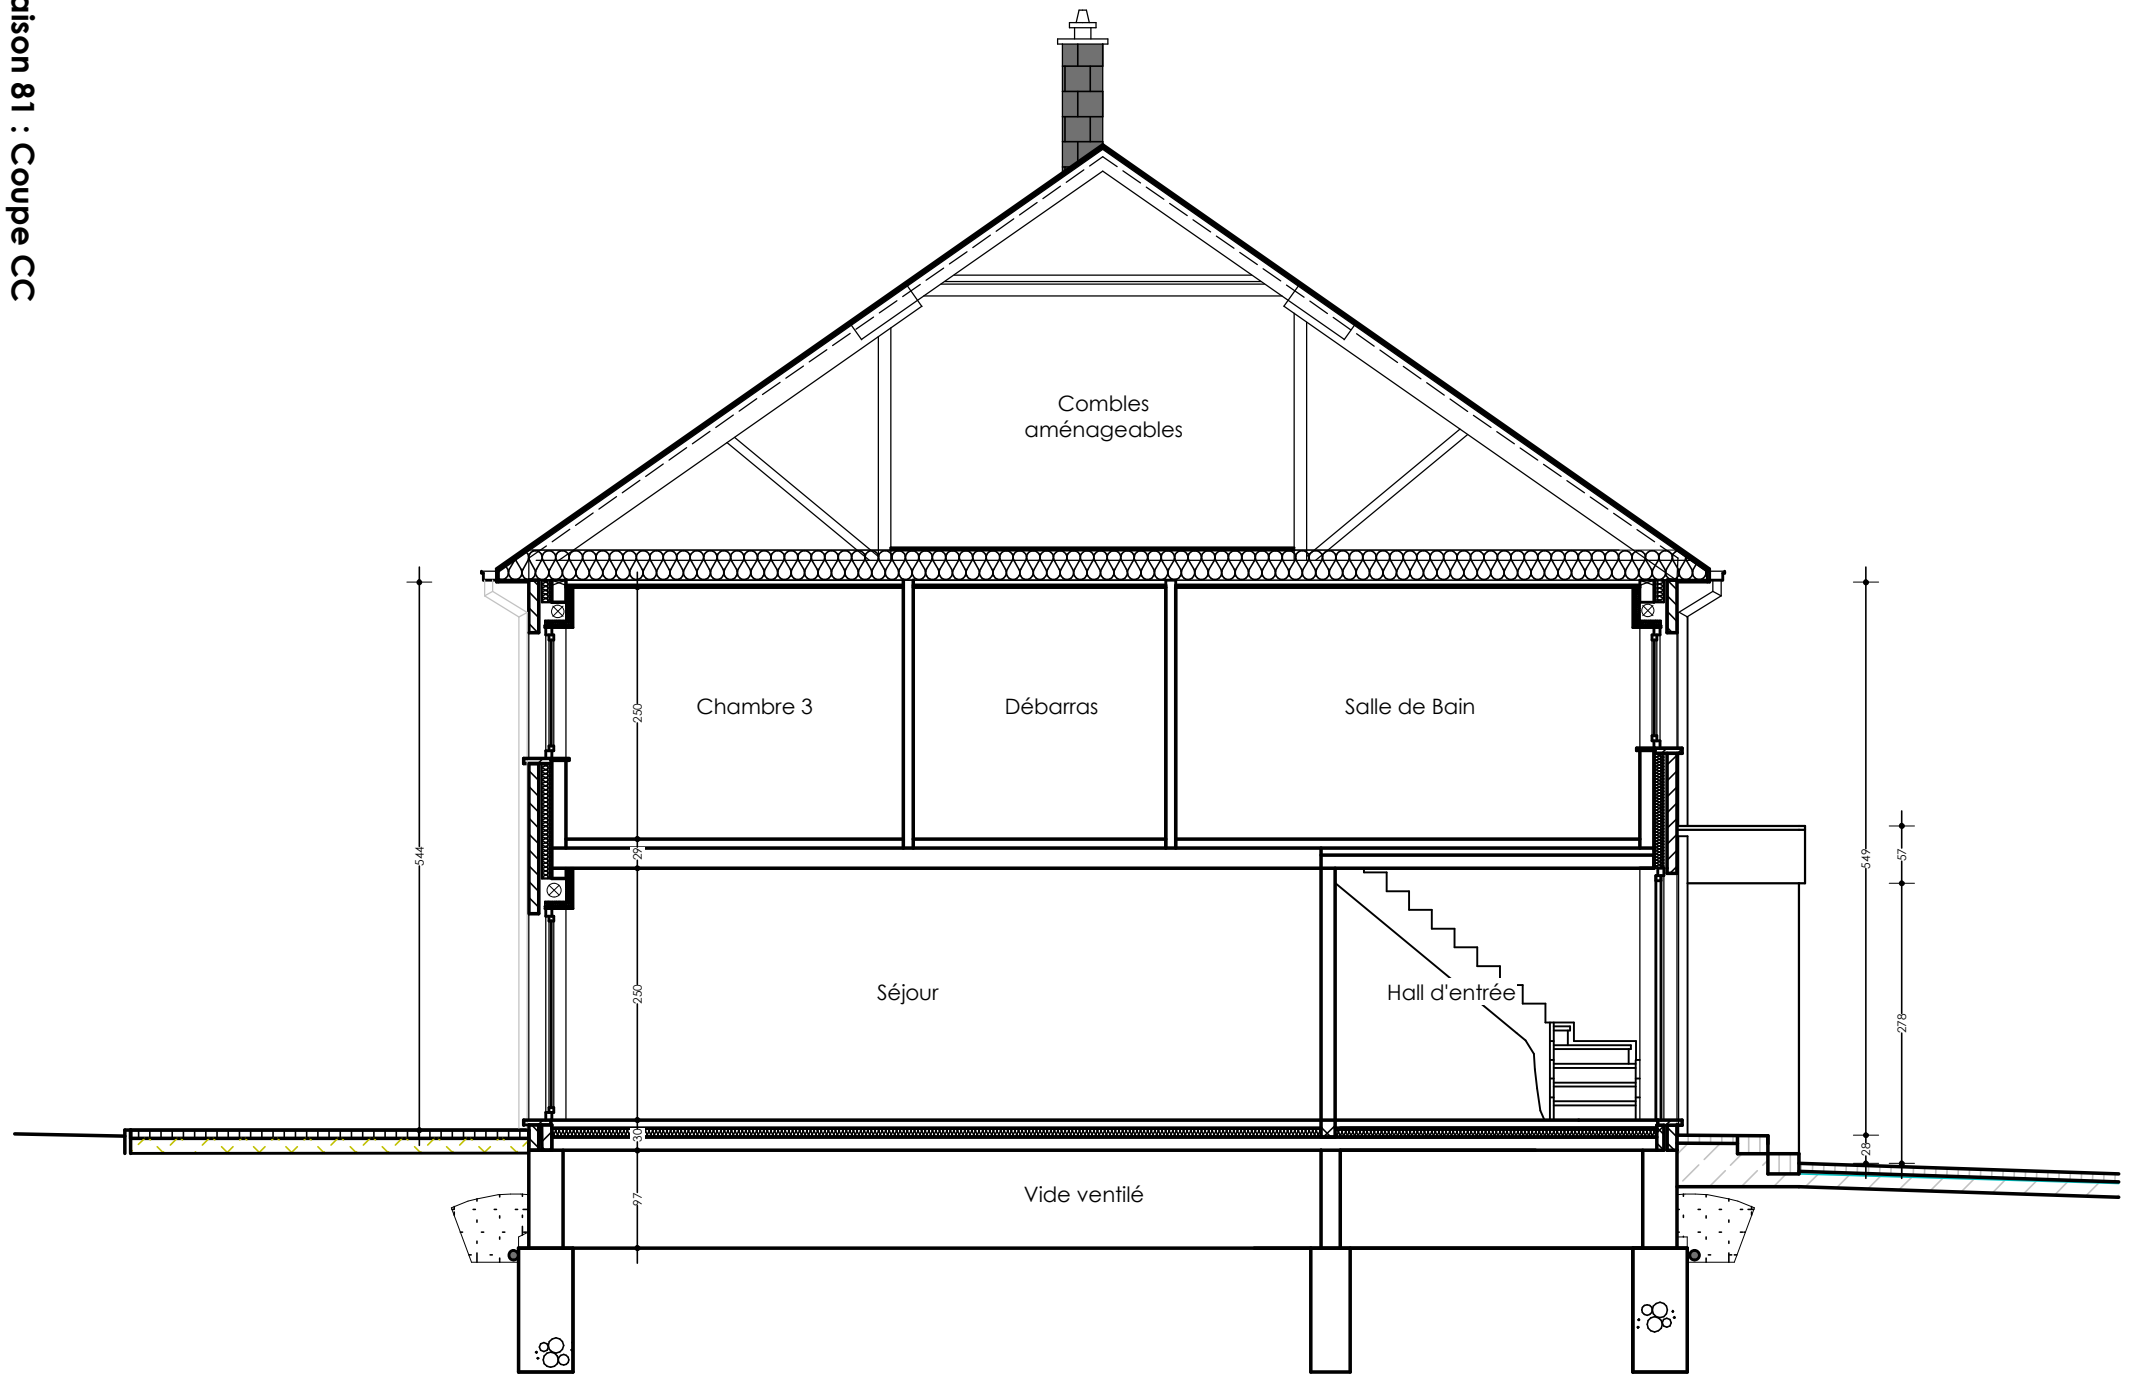 aison 81 : Coupe CC
Combles
aménageables
Chambre 3
Débarras
Salle de Bain
250
29
544
549
57
Séjour
Hall d'entrée
250
278
30
28
Vide ventilé
97